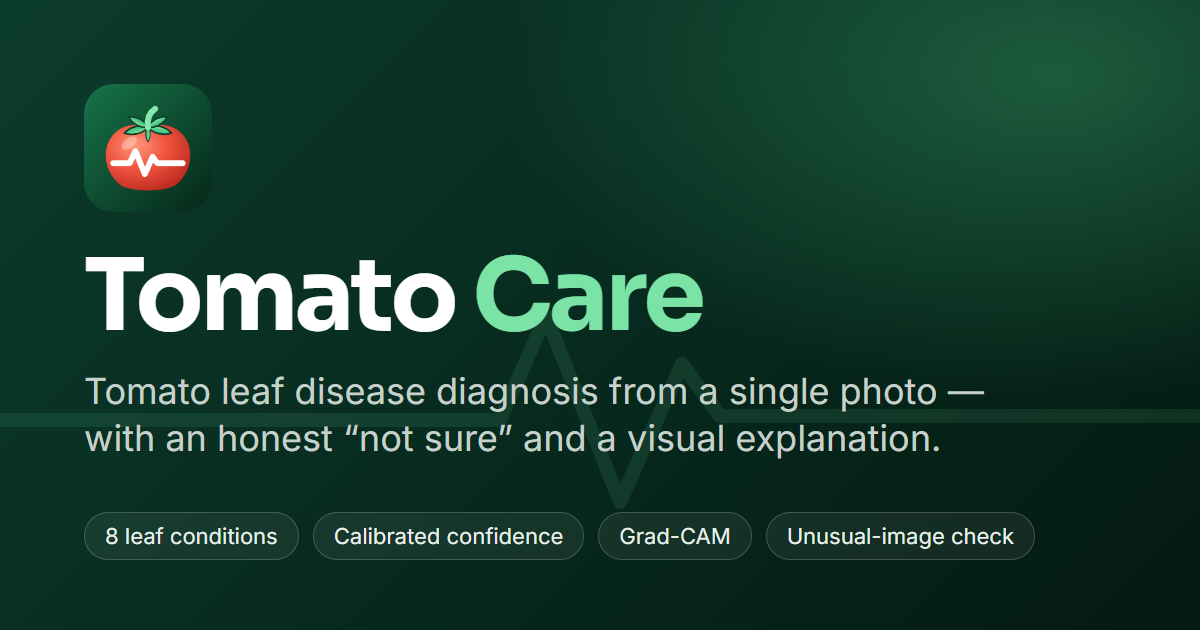 Tomato Care
Tomato leaf disease diagnosis from a single photo —
with an honest “not sure” and a visual explanation.
8 leaf conditions
Calibrated confidence
Grad-CAM
Unusual-image check